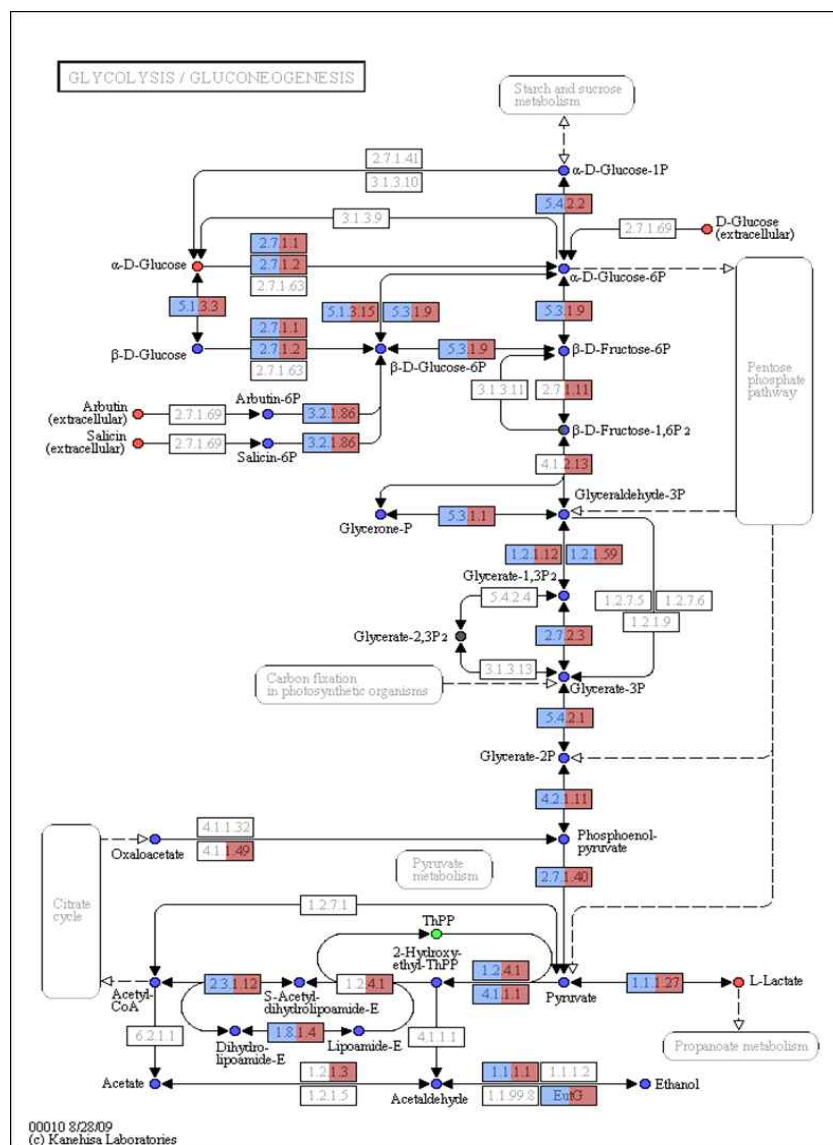 GLYCOLYSIS / GLUCONEOGENESIS
Starch and sucrose
metabolism
2.7.1.41
3.1.3.10
α-D-Glucose-1P
3.1.3.9
5.4.2.2
2.7.1.69
D-Glucose
(extracellular)
α-D-Glucose
2.7.1.1
2.7.1.2
2.7.1.63
α-D-Glucose-6P
5.1.3.3
5.1.3.15
5.3.1.9
5.3.1.9
β-D-Glucose
2.7.1.1
2.7.1.2
2.7.1.63
β-D-Glucose-6P
5.3.1.9
β-D-Fructose-6P
Pentose
phosphate
pathway
Arbutin
(extracellular)
2.7.1.69
Arbutin-6P
3.2.1.86
3.1.3.11
2.7.1.11
Salicin
(extracellular)
2.7.1.69
Salicin-6P
3.2.1.86
β-D-Fructose-1,6P2
4.1.2.13
Glyceraldehyde-3P
Glycerone-P
5.3.1.1
1.2.1.12
1.2.1.59
Glycerate-1,3P2
5.4.2.4
1.2.7.5
1.2.7.6
1.2.1.9
Glycerate-2,3P2
2.7.2.3
3.1.3.13
Carbon fixation
in photosynthetic organisms
Glycerate-3P
5.4.2.1
Glycerate-2P
4.2.1.11
4.1.1.32
4.1.1.49
Oxaloacetate
Phosphoenol-
pyruvate
Pyruvate
metabolism
2.7.1.40
Citrate
cycle
1.2.7.1
ThPP
2-Hydroxy-
ethyl-ThPP
1.2.4.1
4.1.1.1
Pyruvate
1.1.1.27
L-Lactate
Acetyl-
CoA
2.3.1.12
S-Acetyl-
dihydrolipoamide-E
1.2.4.1
6.2.1.1
Dihydro-
lipoamide-E
1.8.1.4
Lipoamide-E
4.1.1.1
Propanoate metabolism
Acetate
1.2.1.3
1.2.1.5
Acetaldehyde
1.1.1.1
1.1.1.2
1.1.99.8
EutG
Ethanol
00010 8/28/09
(c) Kanehisa Laboratories